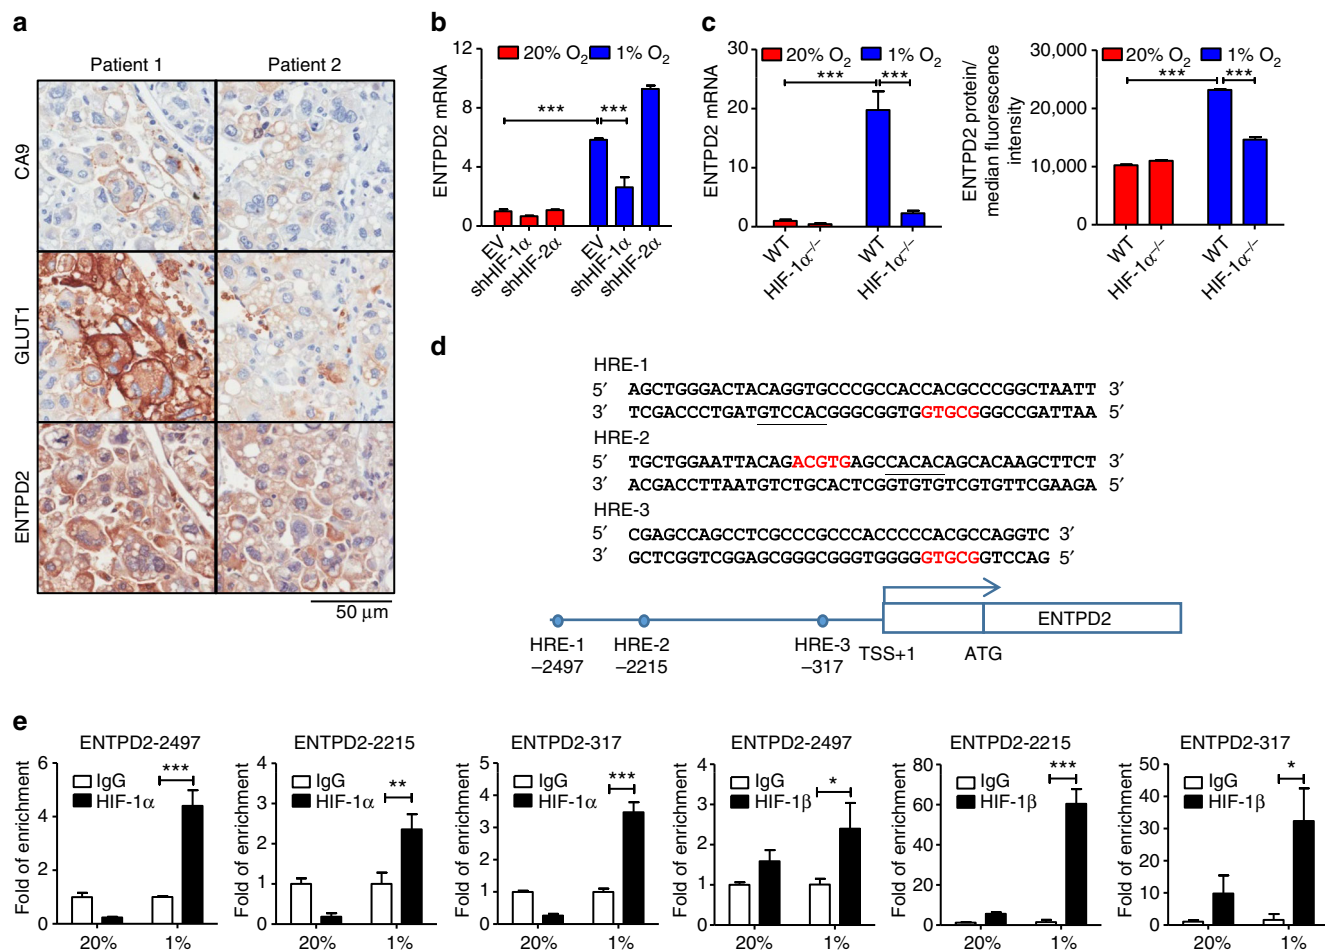 a
Patient 1
Patient 2
CA9
GLUT1
ENTPD2
50 μm
b
20% O2
1% O2
ENTPD2 mRNA
12
8
4
0
***
***
EV
shHIF-1α
shHIF-2α
EV
shHIF-1α
shHIF-2α
c
20% O2
1% O2
ENTPD2 mRNA
30
20
10
0
***
***
WT
HIF-1α−/−
WT
HIF-1α−/−
20% O2
1% O2
ENTPD2 protein/
median fluorescence
intensity
30,000
20,000
10,000
0
***
***
WT
HIF-1α−/−
WT
HIF-1α−/−
d
HRE-1
5′ AGCTGGGACTACAGGTGCCCGCCACCACGCCCGGCTAATT 3′
3′ TCGACCCTGATGTCCACGGGCGGTGGTGCGGGCCGATTAA 5′
HRE-2
5′ TGCTGGAATTACAGACGTGAGCCACACAGCACAAGCTTCT 3′
3′ ACGACCTTAATGTCTGCACTCGGTGTGTCGTGTTCGAAGA 5′
HRE-3
5′ CGAGCCAGCCTCGCCCGCCCACCCCCACGCCAGGTC 3′
3′ GCTCGGTCGGAGCGGGCGGGTGGGGGTGCGGTCCAG 5′
ENTPD2
HRE-1
–2497
HRE-2
–2215
HRE-3
–317
TSS+1
ATG
e
ENTPD2-2497
Fold of enrichment
6
4
2
0
IgG
HIF-1α
***
20%
1%
ENTPD2-2215
Fold of enrichment
4
3
2
1
0
IgG
HIF-1α
**
20%
1%
ENTPD2-317
Fold of enrichment
5
4
3
2
1
0
IgG
HIF-1α
***
20%
1%
ENTPD2-2497
Fold of enrichment
4
3
2
1
0
IgG
HIF-1β
*
20%
1%
ENTPD2-2215
Fold of enrichment
80
60
40
20
0
IgG
HIF-1β
***
20%
1%
ENTPD2-317
Fold of enrichment
50
40
30
20
10
0
IgG
HIF-1β
*
20%
1%